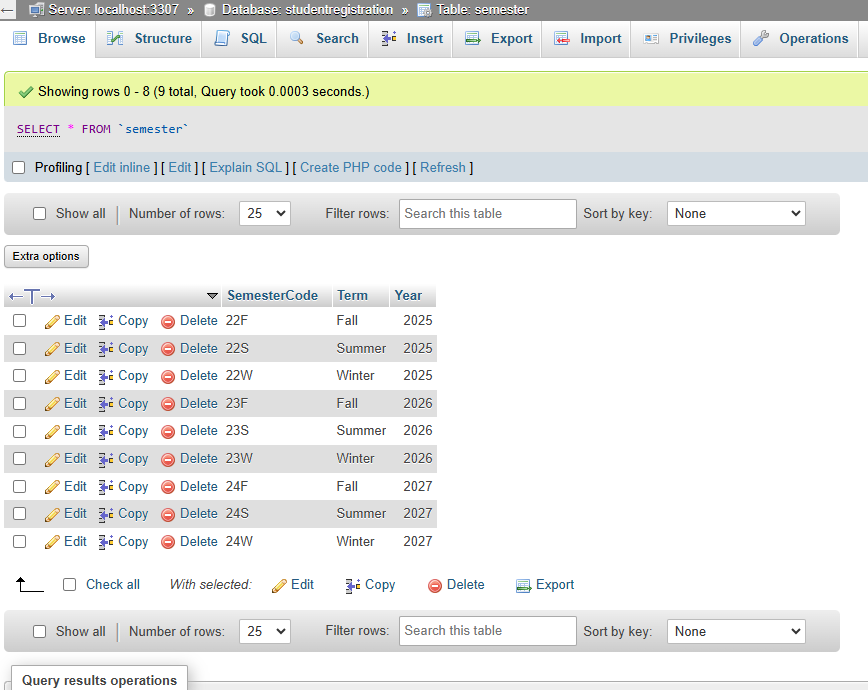 Server: localhost:3307 » Database: studentregistration » Table: semester
Browse Structure SQL Search Insert Export Import Privileges Operations
Showing rows 0 - 8 (9 total, Query took 0.0003 seconds.)
SELECT * FROM `semester`
Profiling [ Edit inline ] [ Edit ] [ Explain SQL ] [ Create PHP code ] [ Refresh ]
Show all Number of rows: 25 Filter rows: Search this table Sort by key: None
Extra options
SemesterCode Term Year
Edit Copy Delete 22F Fall 2025
Edit Copy Delete 22S Summer 2025
Edit Copy Delete 22W Winter 2025
Edit Copy Delete 23F Fall 2026
Edit Copy Delete 23S Summer 2026
Edit Copy Delete 23W Winter 2026
Edit Copy Delete 24F Fall 2027
Edit Copy Delete 24S Summer 2027
Edit Copy Delete 24W Winter 2027
Check all With selected: Edit Copy Delete Export
Show all Number of rows: 25 Filter rows: Search this table Sort by key: None
Query results operations